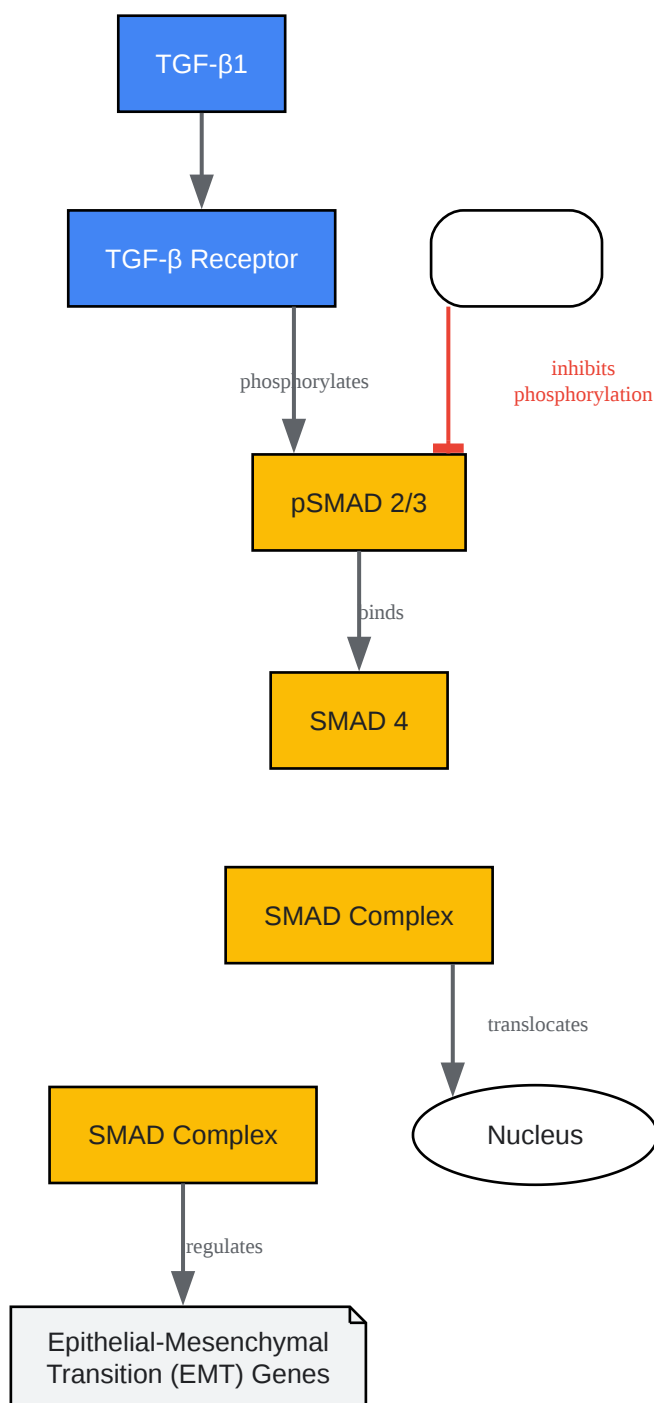 TGF-β1
TGF-β Receptor
phosphorylates
inhibits
phosphorylation
pSMAD 2/3
binds
SMAD 4
SMAD Complex
translocates
SMAD Complex
Nucleus
regulates
Epithelial-Mesenchymal
Transition (EMT) Genes